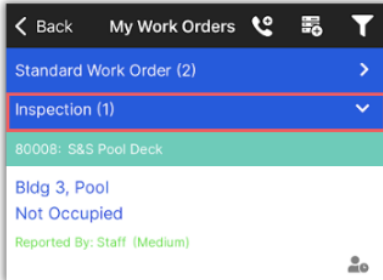 Back My Work Orders
Standard Work Order (2)
Inspection (1)
80008: S&S Pool Deck
Bldg 3, Pool
Not Occupied
Reported By: Staff (Medium)